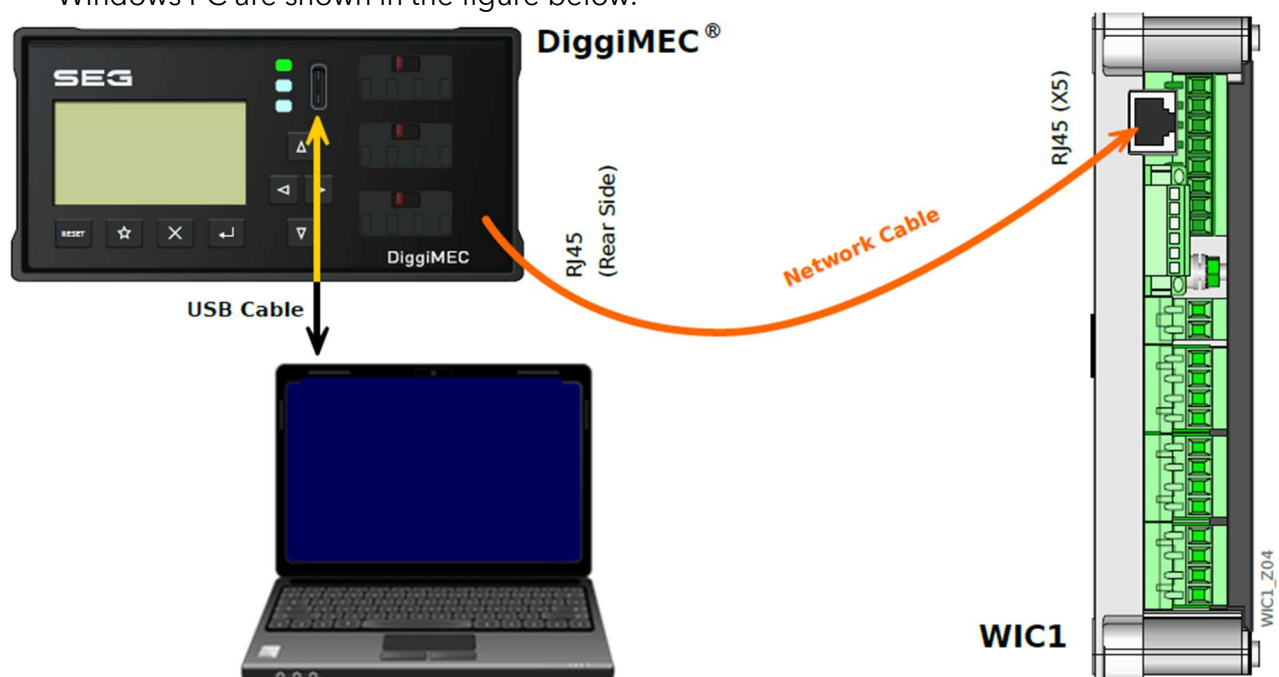 Windows PC are shown in the figure below:
DiggiMEC®
SEG
RJ45 (X5)
RJ45
(Rear Side)
Network Cable
RESET
DiggiMEC
USB Cable
WIC1_Z04
WIC1